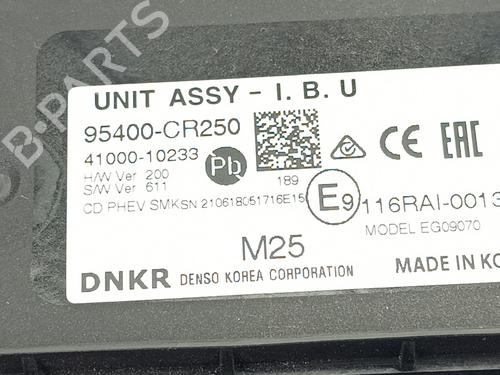 B-PARTS
UNIT ASSY - I. B. U
95400-CR250
41000-10233
H/W Ver 200
S/W Ver 611
Pb
189
CE EAC
CD PHEV SMKSN 210618051716E15
E9 116RAI-0013
MODEL EG09070
M25
DNKR DENSO KOREA CORPORATION
MADE IN KO